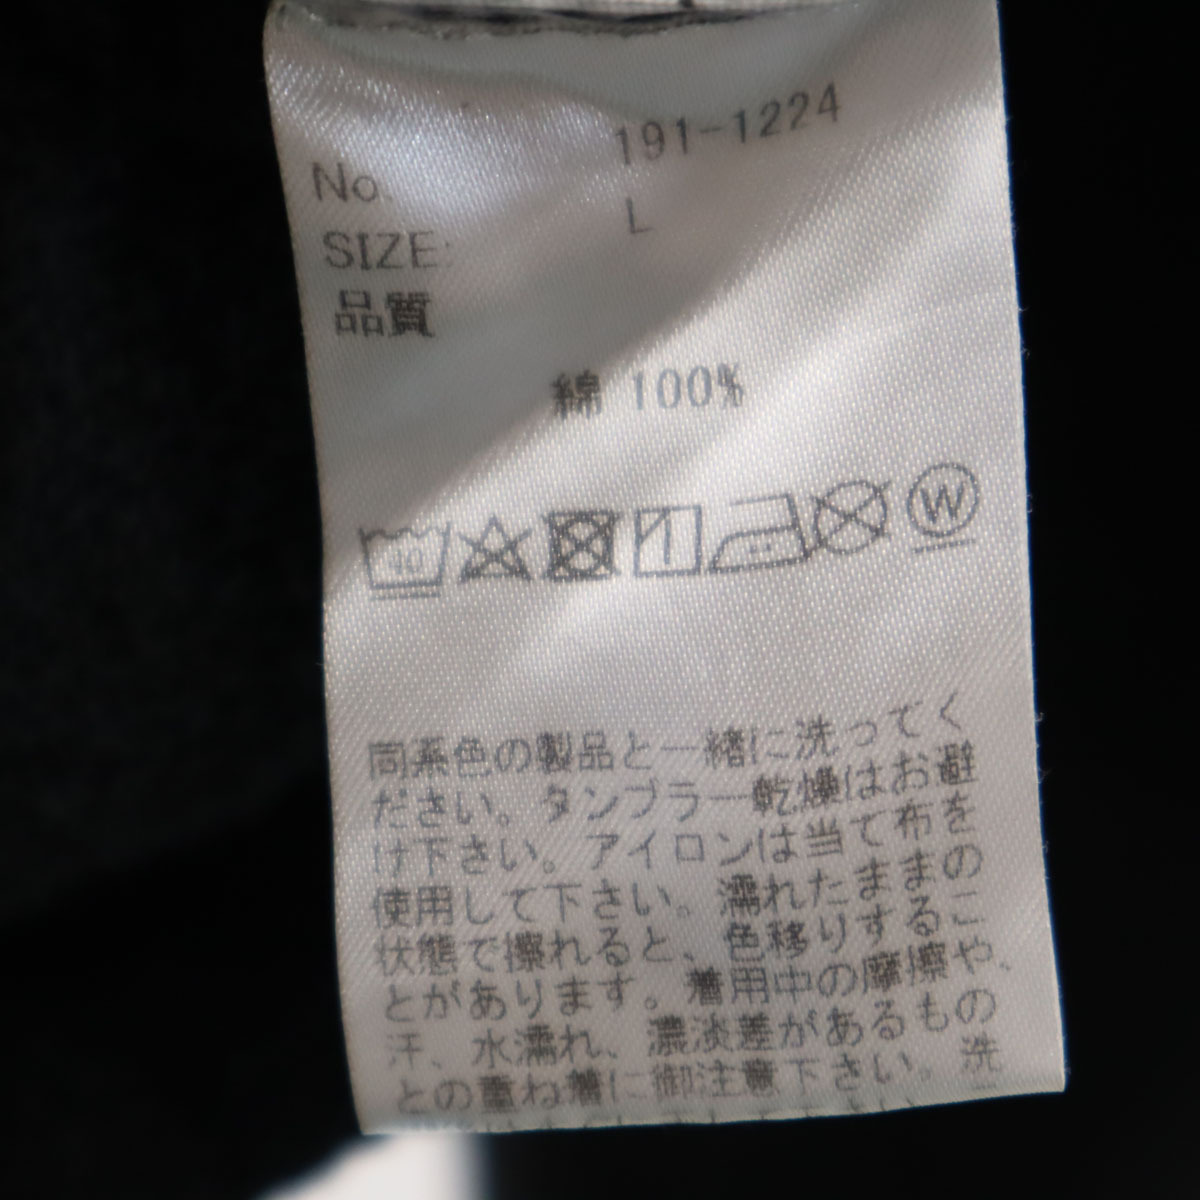 No. 191-1224
SIZE: L
品質
綿 100%
40
W
同系色の製品と一緒に洗ってく
ださい。タンブラー乾燥はお避
け下さい。アイロンは当て布を
使用して下さい。濡れたままの
状態で擦れると、色移りするこ
とがあります。着用中の摩擦や、
汗、水濡れ、濃淡差があるもの
との重ね着に御注意下さい。洗